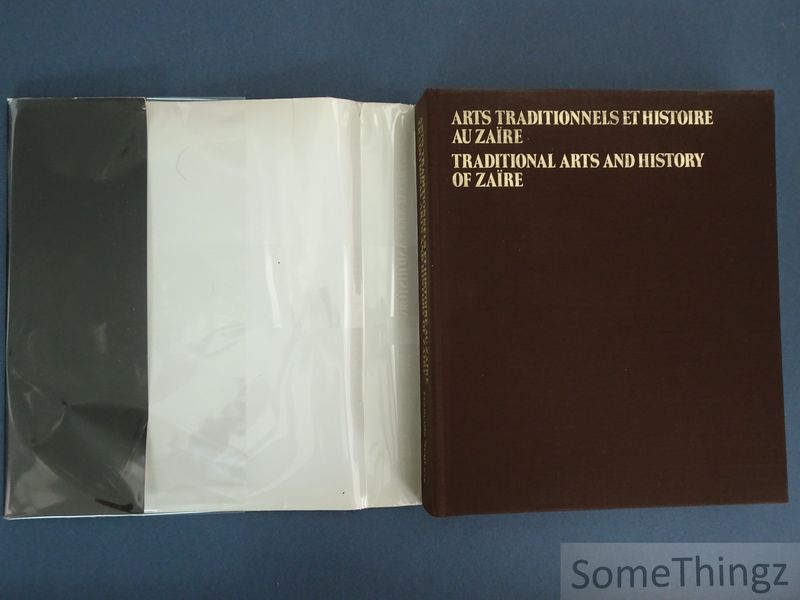 ARTS TRADITIONNELS ET HISTOIRE
AU ZAÏRE
TRADITIONAL ARTS AND HISTORY
OF ZAÏRE
SomeThingz